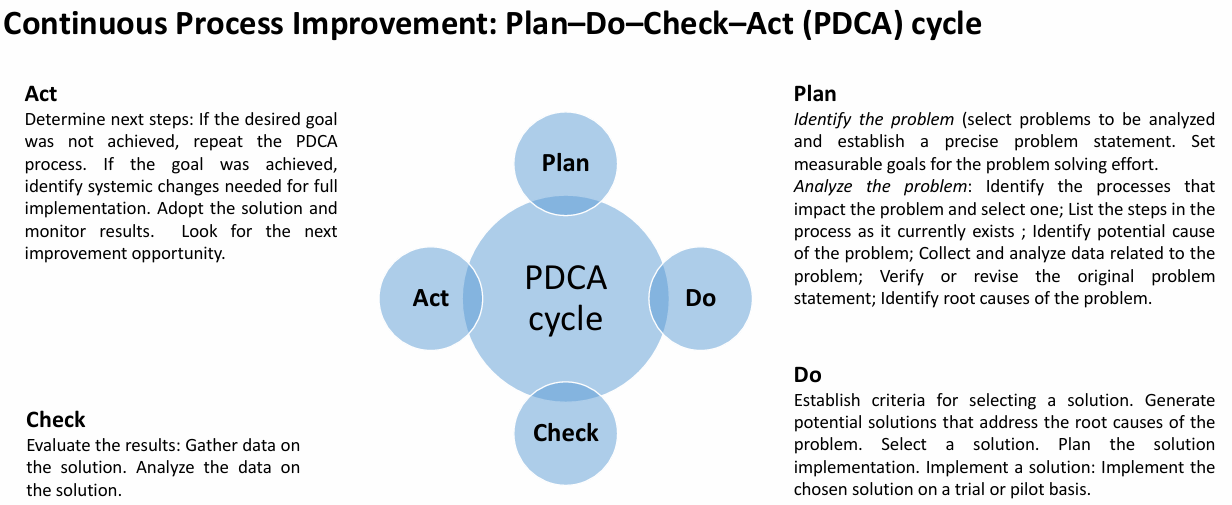 Continuous Process Improvement: Plan–Do–Check–Act (PDCA) cycle
Act
Determine next steps: If the desired goal
was not achieved, repeat the PDCA
process. If the goal was achieved,
identify systemic changes needed for full
implementation. Adopt the solution and
monitor results. Look for the next
improvement opportunity.
Check
Evaluate the results: Gather data on
the solution. Analyze the data on
the solution.
Plan
Act
PDCA
cycle
Do
Check
Plan
Identify the problem (select problems to be analyzed
and establish a precise problem statement. Set
measurable goals for the problem solving effort.
Analyze the problem: Identify the processes that
impact the problem and select one; List the steps in the
process as it currently exists ; Identify potential cause
of the problem; Collect and analyze data related to the
problem; Verify or revise the original problem
statement; Identify root causes of the problem.
Do
Establish criteria for selecting a solution. Generate
potential solutions that address the root causes of the
problem. Select a solution. Plan the solution
implementation. Implement a solution: Implement the
chosen solution on a trial or pilot basis.